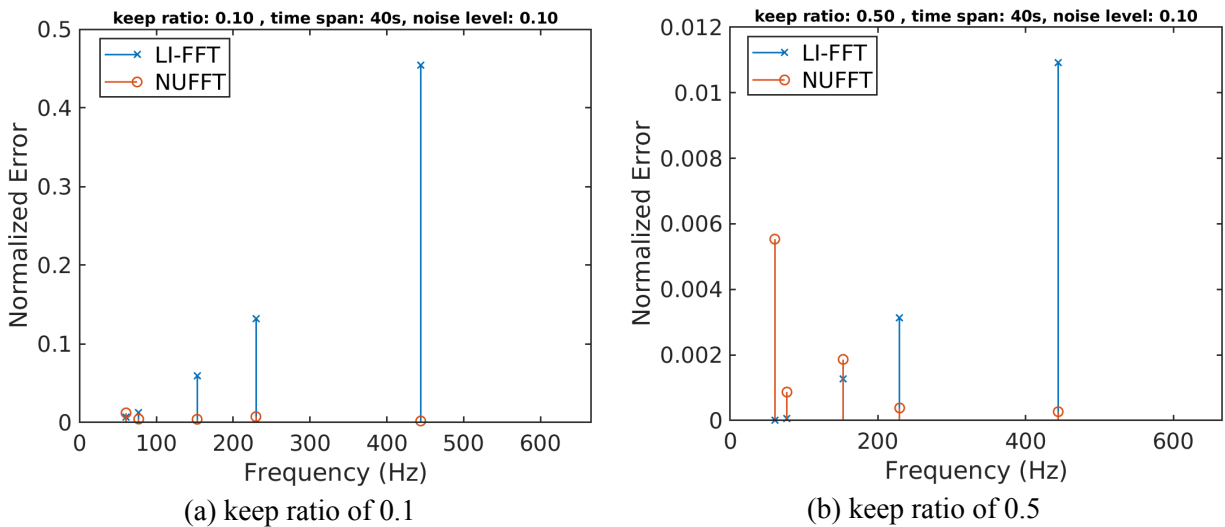 keep ratio: 0.10 , time span: 40s, noise level: 0.10
0.5
0.4
0.3
0.2
0.1
0
Normalized Error
LI-FFT
NUFFT
0 100 200 300 400 500 600
Frequency (Hz)
(a) keep ratio of 0.1
keep ratio: 0.50 , time span: 40s, noise level: 0.10
0.012
0.01
0.008
0.006
0.004
0.002
0
Normalized Error
LI-FFT
NUFFT
0 200 400 600
Frequency (Hz)
(b) keep ratio of 0.5